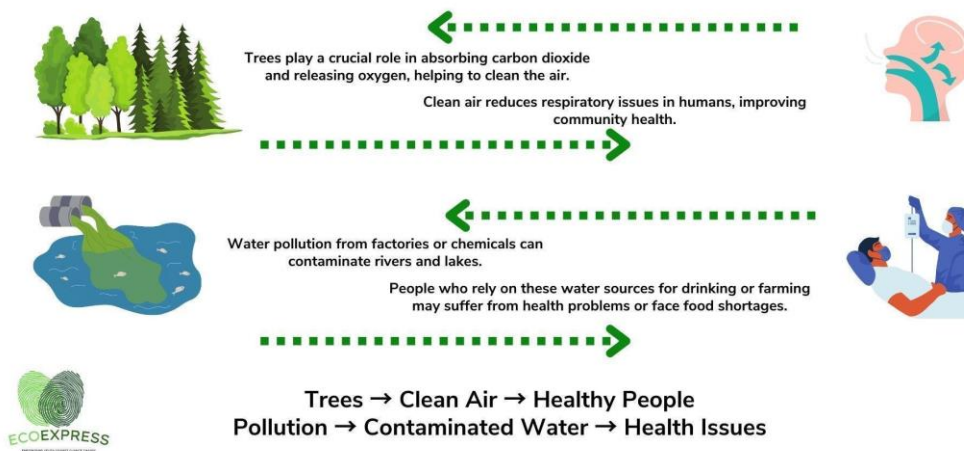 Trees play a crucial role in absorbing carbon dioxide
and releasing oxygen, helping to clean the air.
Clean air reduces respiratory issues in humans, improving
community health.
Water pollution from factories or chemicals can
contaminate rivers and lakes.
People who rely on these water sources for drinking or farming
may suffer from health problems or face food shortages.
Trees → Clean Air → Healthy People
Pollution → Contaminated Water → Health Issues
ECOEXPRESS